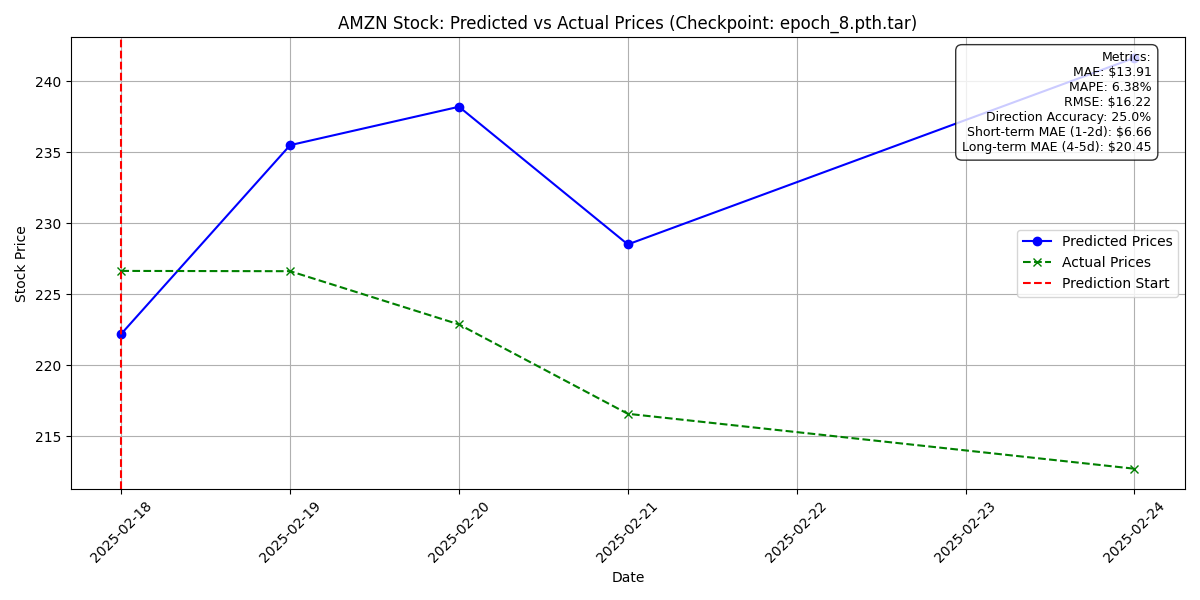 AMZN Stock: Predicted vs Actual Prices (Checkpoint: epoch_8.pth.tar)
Metrics:
MAE: $13.91
MAPE: 6.38%
RMSE: $16.22
Direction Accuracy: 25.0%
Short-term MAE (1-2d): $6.66
Long-term MAE (4-5d): $20.45
Predicted Prices
Actual Prices
Prediction Start
Stock Price
240
235
230
225
220
215
2025-02-18
2025-02-19
2025-02-20
2025-02-21
2025-02-22
2025-02-23
2025-02-24
Date